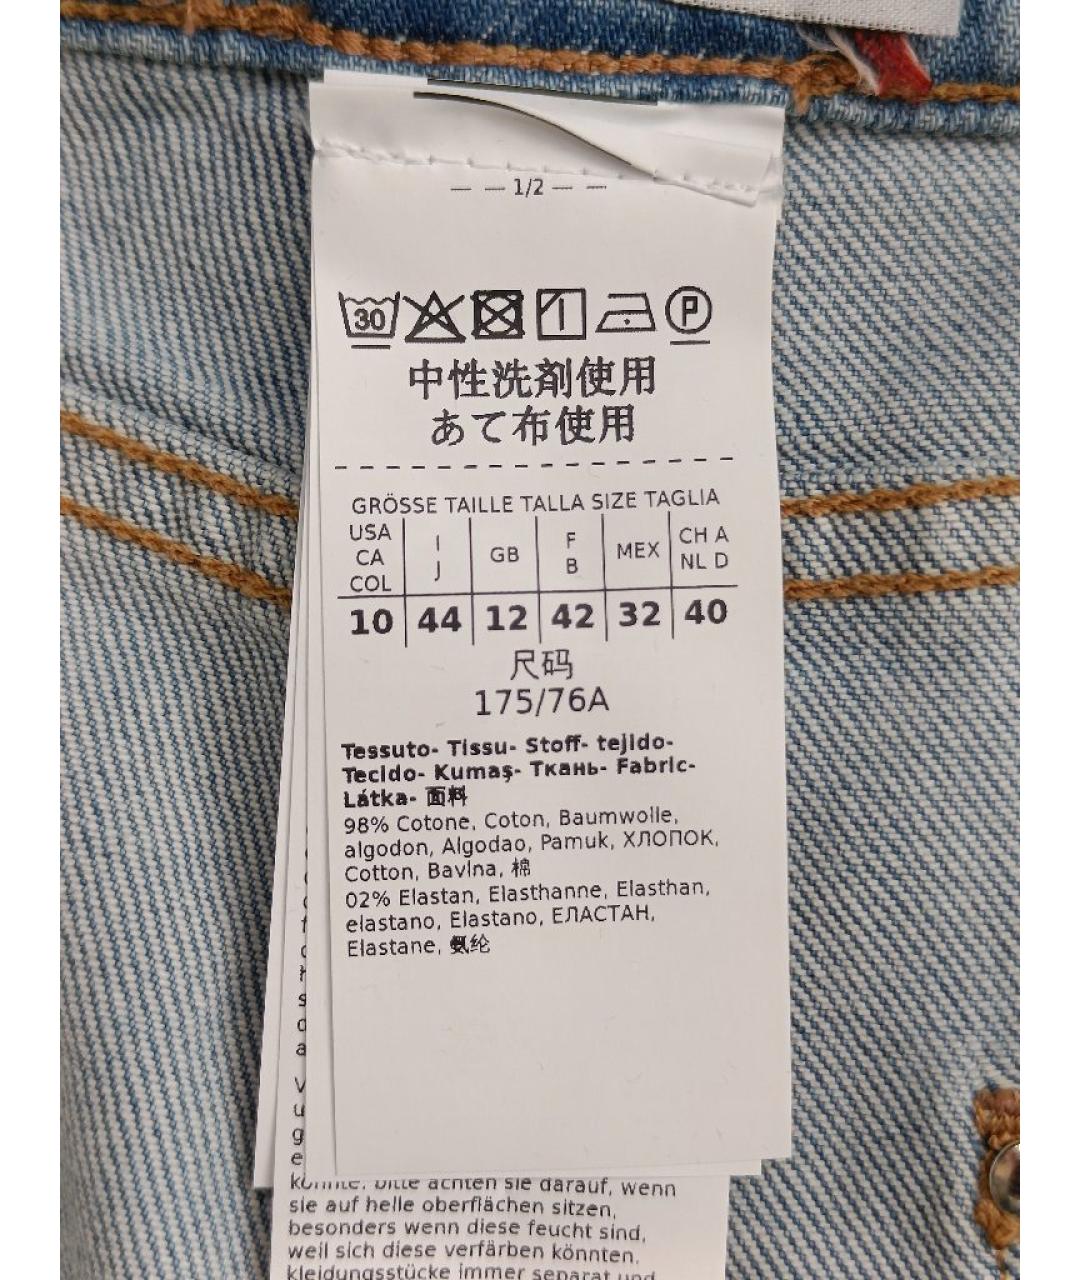 — — 1/2 — —
30 P
中性洗剤使用
あて布使用
GRÖSSE TAILLE TALLA SIZE TAGLIA
USA CA COL I J GB F B MEX CH A NL D
10 44 12 42 32 40
尺码
175/76A
Tessuto- Tissu- Stoff- tejido-
Tecido- Kumaş- Ткань- Fabric-
Látka- 面料
98% Cotone, Coton, Baumwolle,
algodon, Algodao, Pamuk, ХЛОПОК,
Cotton, Bavlna, 棉
02% Elastan, Elasthanne, Elasthan,
elastano, Elastano, ЕЛАСТАН,
Elastane, 氨纶
bitte achten sie darauf, wenn
sie auf helle oberflächen sitzen,
besonders wenn diese feucht sind,
weil sich diese verfärben könnten.
kleidungsstücke immer separat und